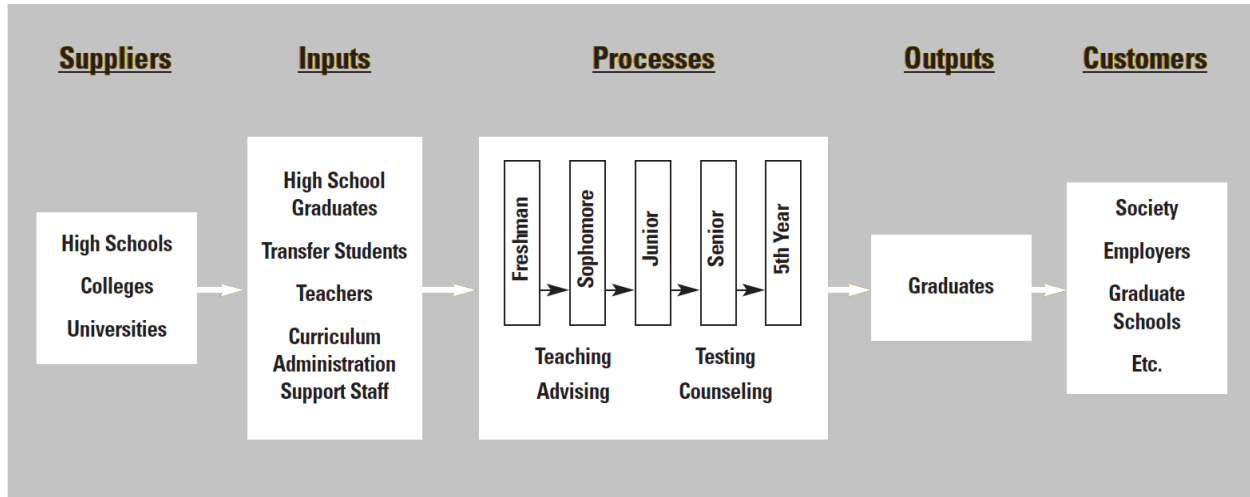 Suppliers
Inputs
Processes
Outputs
Customers
High Schools
Colleges
Universities
High School
Graduates
Transfer Students
Teachers
Curriculum
Administration
Support Staff
Freshman
Sophomore
Junior
Senior
5th Year
Teaching
Testing
Advising
Counseling
Graduates
Society
Employers
Graduate
Schools
Etc.